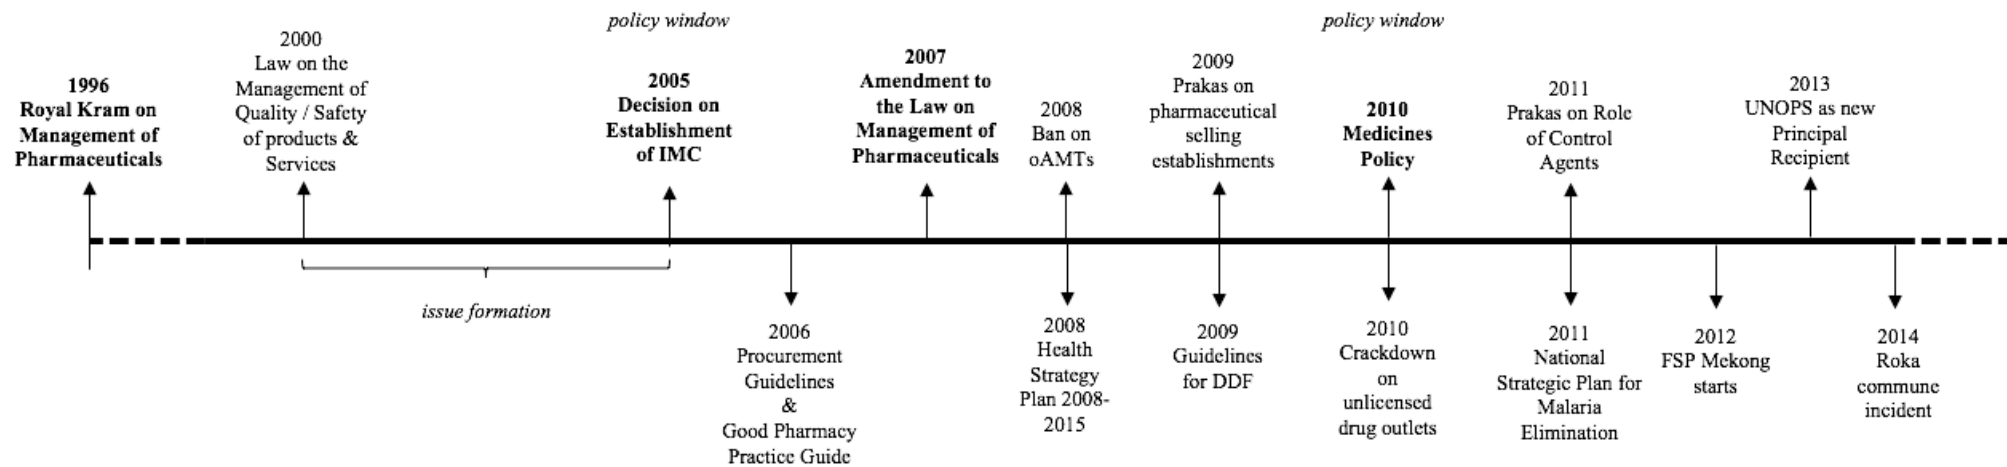 policy window
policy window
1996
Royal Kram on
Management of
Pharmaceuticals
2000
Law on the
Management of
Quality / Safety
of products &
Services
2005
Decision on
Establishment
of IMC
2007
Amendment to
the Law on
Management of
Pharmaceuticals
2008
Ban on
oAMTs
2009
Prakas on
pharmaceutical
selling
establishments
2010
Medicines
Policy
2011
Prakas on Role
of Control
Agents
2013
UNOPS as new
Principal
Recipient
issue formation
2006
Procurement
Guidelines
&
Good Pharmacy
Practice Guide
2008
Health
Strategy
Plan 2008-
2015
2009
Guidelines
for DDF
2010
Crackdown
on
unlicensed
drug outlets
2011
National
Strategic Plan for
Malaria
Elimination
2012
FSP Mekong
starts
2014
Roka
commune
incident